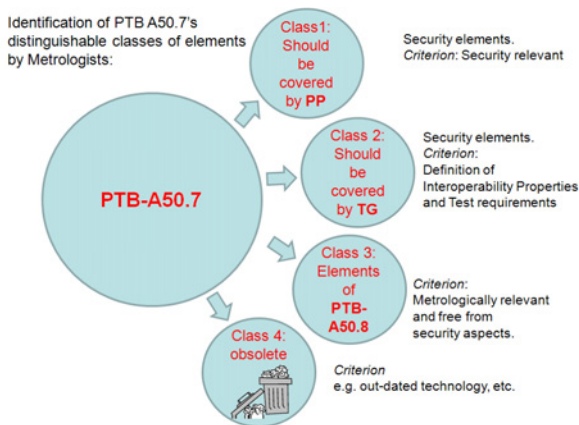 Identification of PTB A50.7's
distinguishable classes of elements
by Metrologists:
PTB-A50.7
Class1:
Should
be
covered
by PP
Security elements.
Criterion: Security relevant
Class 2:
Should
be
covered
by TG
Security elements.
Criterion:
Definition of
Interoperability Properties
and Test requirements
Class 3:
Elements
of
PTB-
A50.8
Criterion:
Metrologically relevant
and free from
security aspects.
Class 4:
obsolete
Criterion
e.g. out-dated technology, etc.